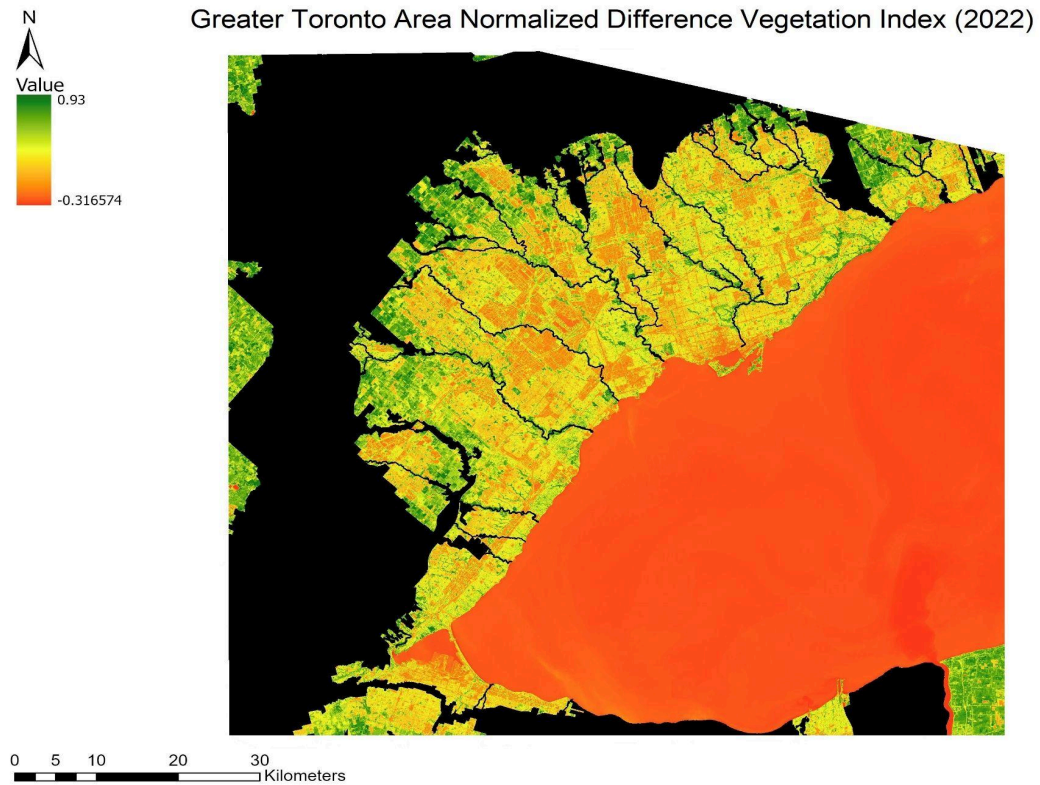 Greater Toronto Area Normalized Difference Vegetation Index (2022)
N
Value
0.93
-0.316574
0 5 10 20 30
Kilometers